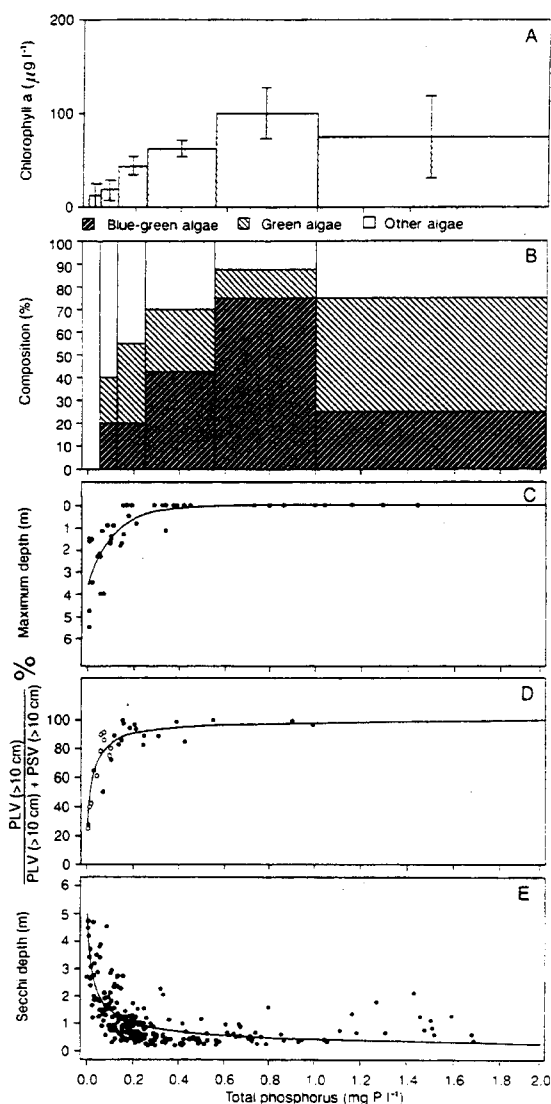 A
Chlorophyll a (µg l⁻¹)
200
100
0
Blue-green algae Green algae Other algae
B
Composition (%)
100
90
80
70
60
50
40
30
20
10
0
C
Maximum depth (m)
0
1
2
3
4
5
6
D
PLV (>10 cm)
PLV (>10 cm) + PSV (>10 cm)
%
100
80
60
40
20
0
E
Secchi depth (m)
6
5
4
3
2
1
0
0.0 0.2 0.4 0.6 0.8 1.0 1.2 1.4 1.6 1.8 2.0
Total phosphorus (mg P l⁻¹)